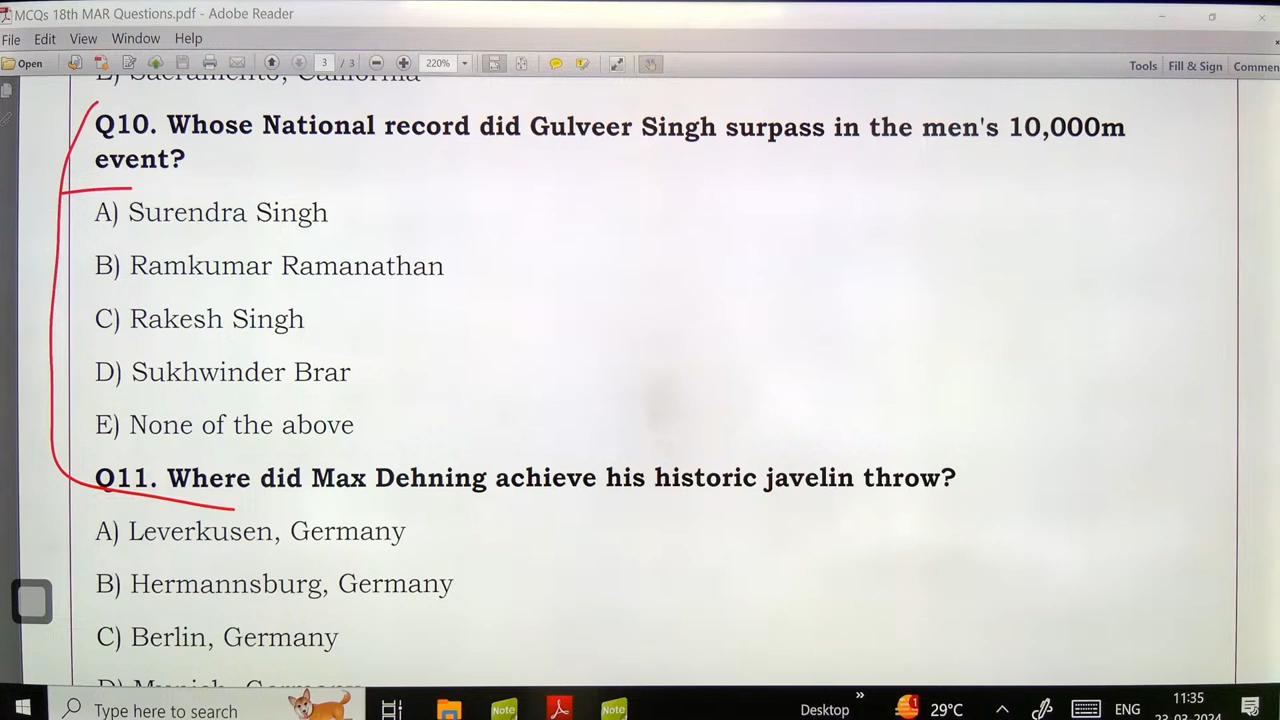 MCQs 18th MAR Questions.pdf - Adobe Reader
File Edit View Window Help
Open 3 / 3 220% Tools Fill & Sign Commen
Q10. Whose National record did Gulveer Singh surpass in the men's 10,000m
event?
A) Surendra Singh
B) Ramkumar Ramanathan
C) Rakesh Singh
D) Sukhwinder Brar
E) None of the above
Q11. Where did Max Dehning achieve his historic javelin throw?
A) Leverkusen, Germany
B) Hermannsburg, Germany
C) Berlin, Germany
Type here to search Note Note Desktop 29°C ENG 11:35